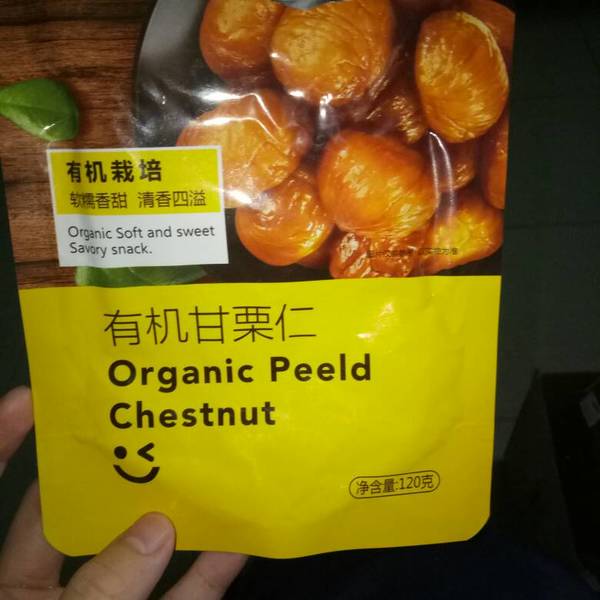 有机栽培
软糯香甜 清香四溢
Organic Soft and sweet
Savory snack.
有机甘栗仁
Organic Peeld
Chestnut
净含量:120克